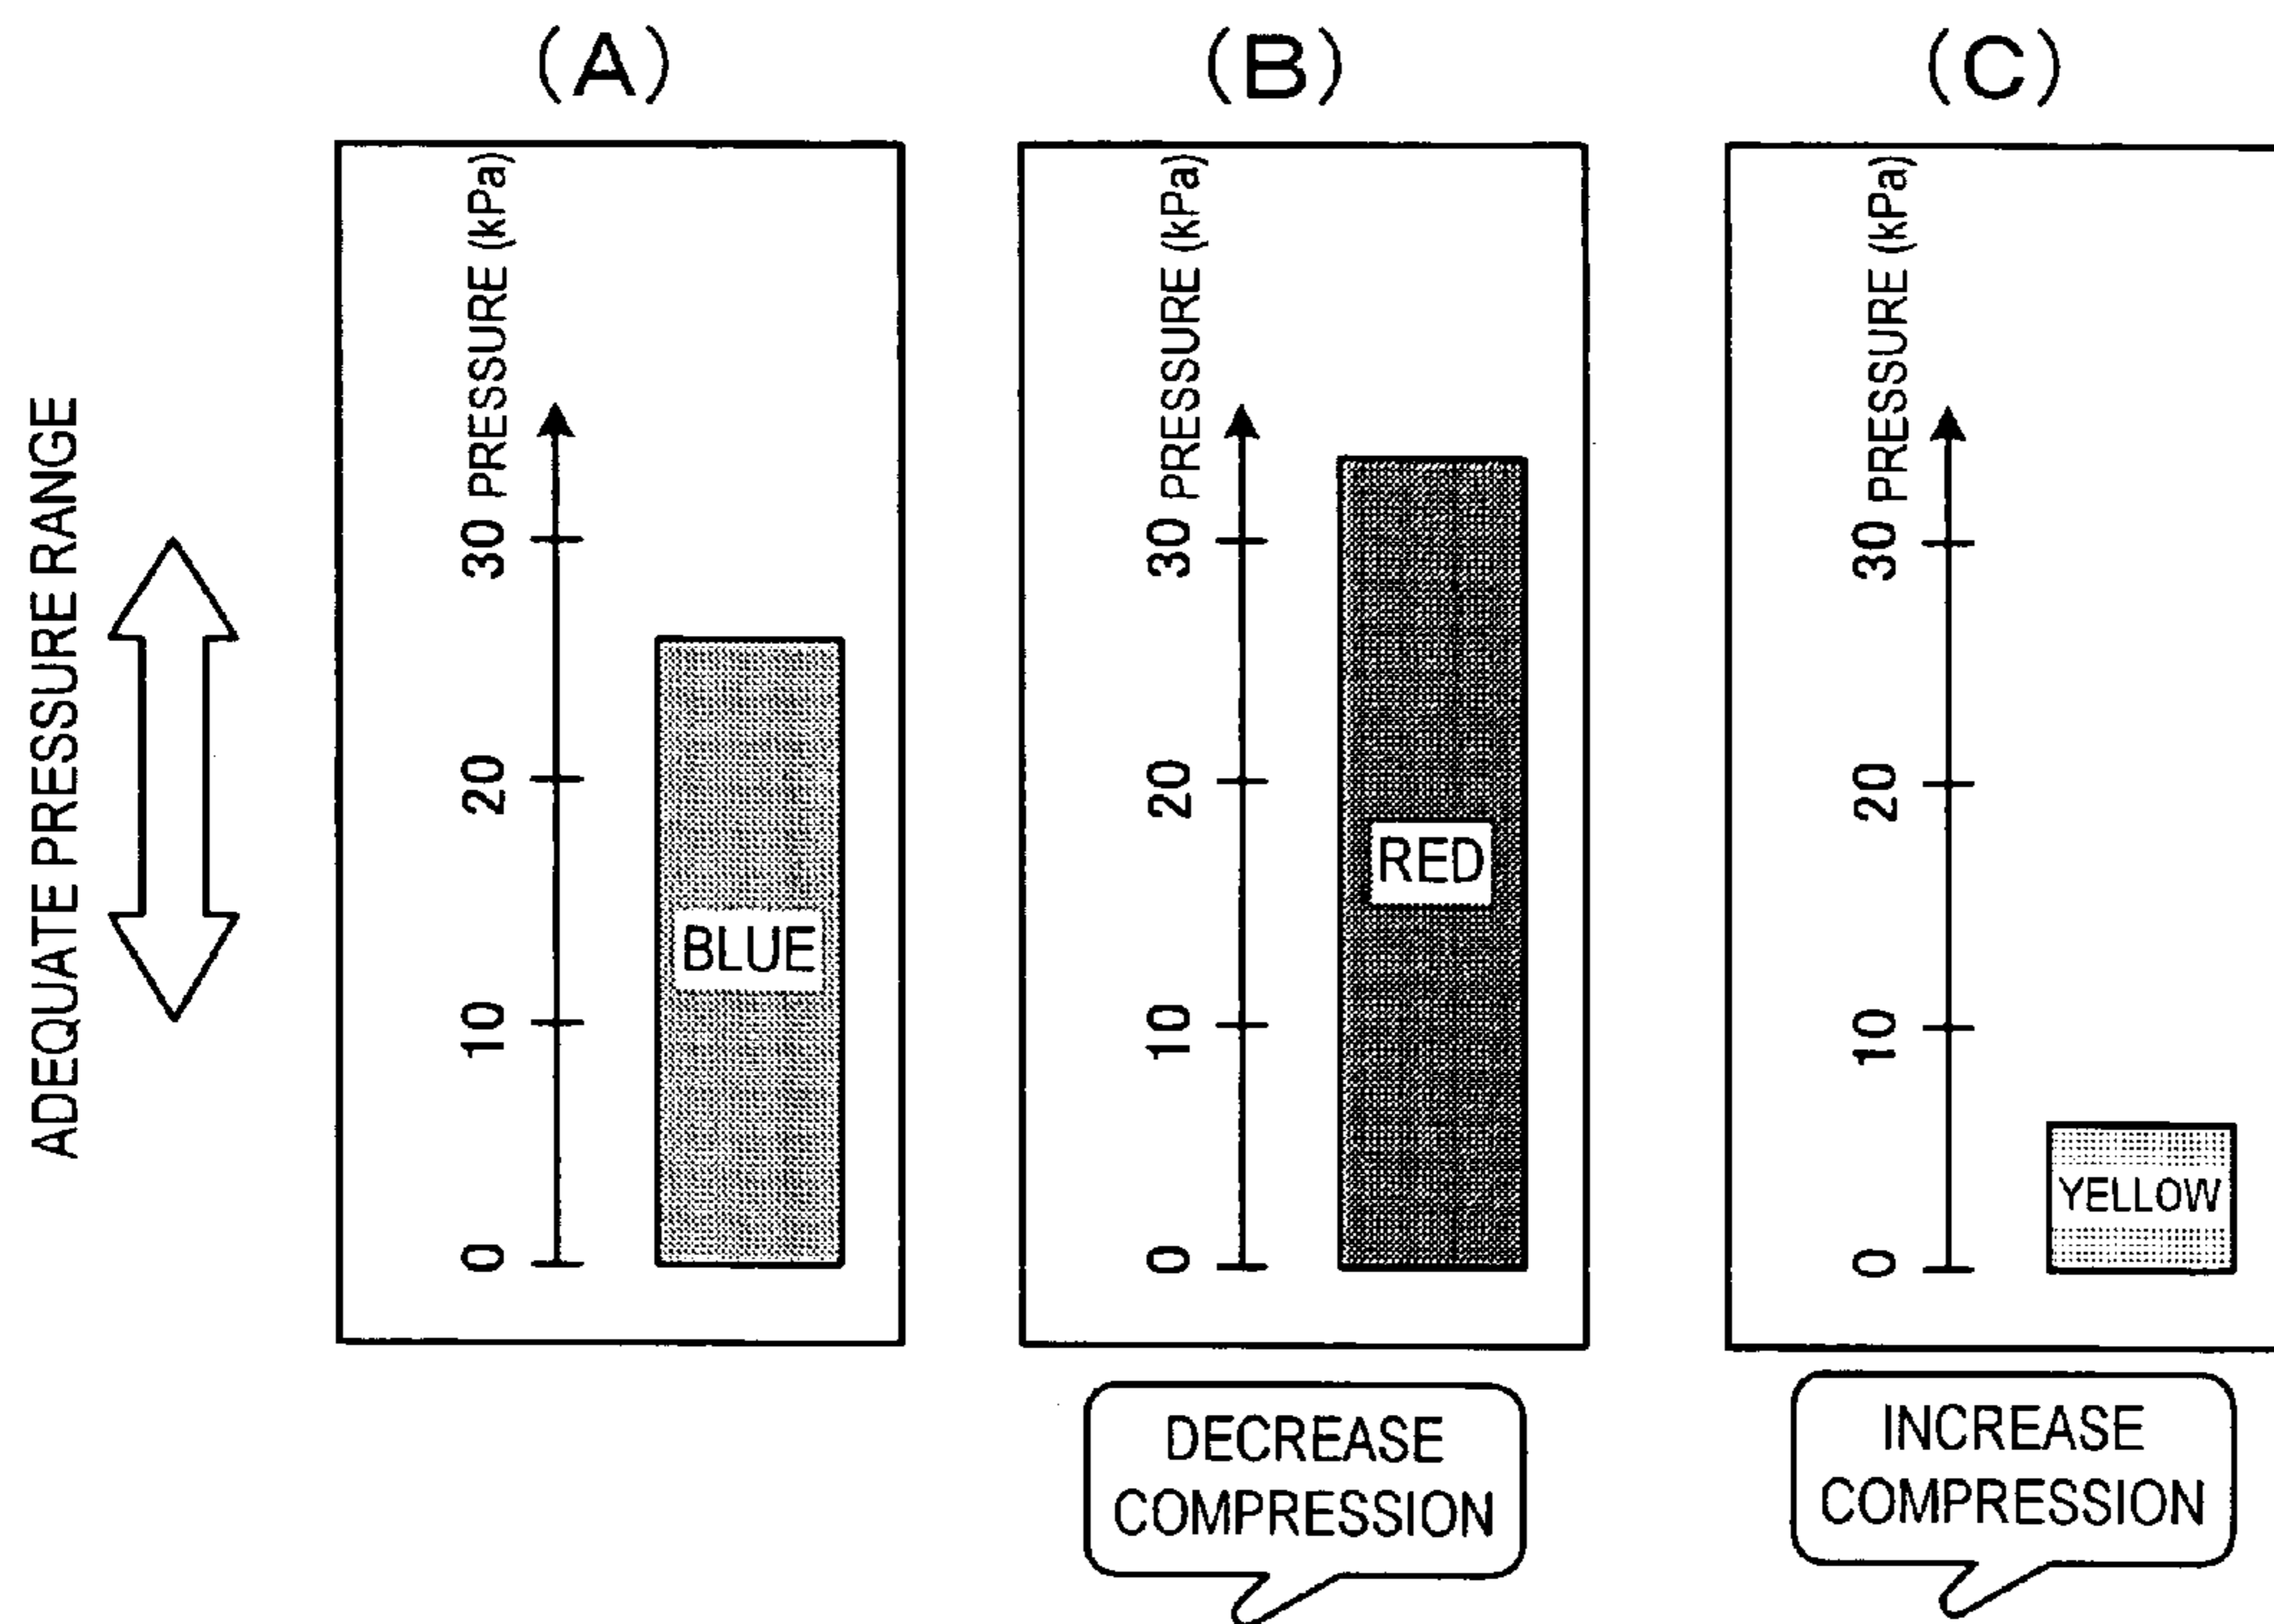 (A)
(B)
(C)
ADEQUATE PRESSURE RANGE
PRESSURE (kPa)
30
20
10
0
BLUE
PRESSURE (kPa)
30
20
10
0
RED
PRESSURE (kPa)
30
20
10
0
YELLOW
DECREASE
COMPRESSION
INCREASE
COMPRESSION